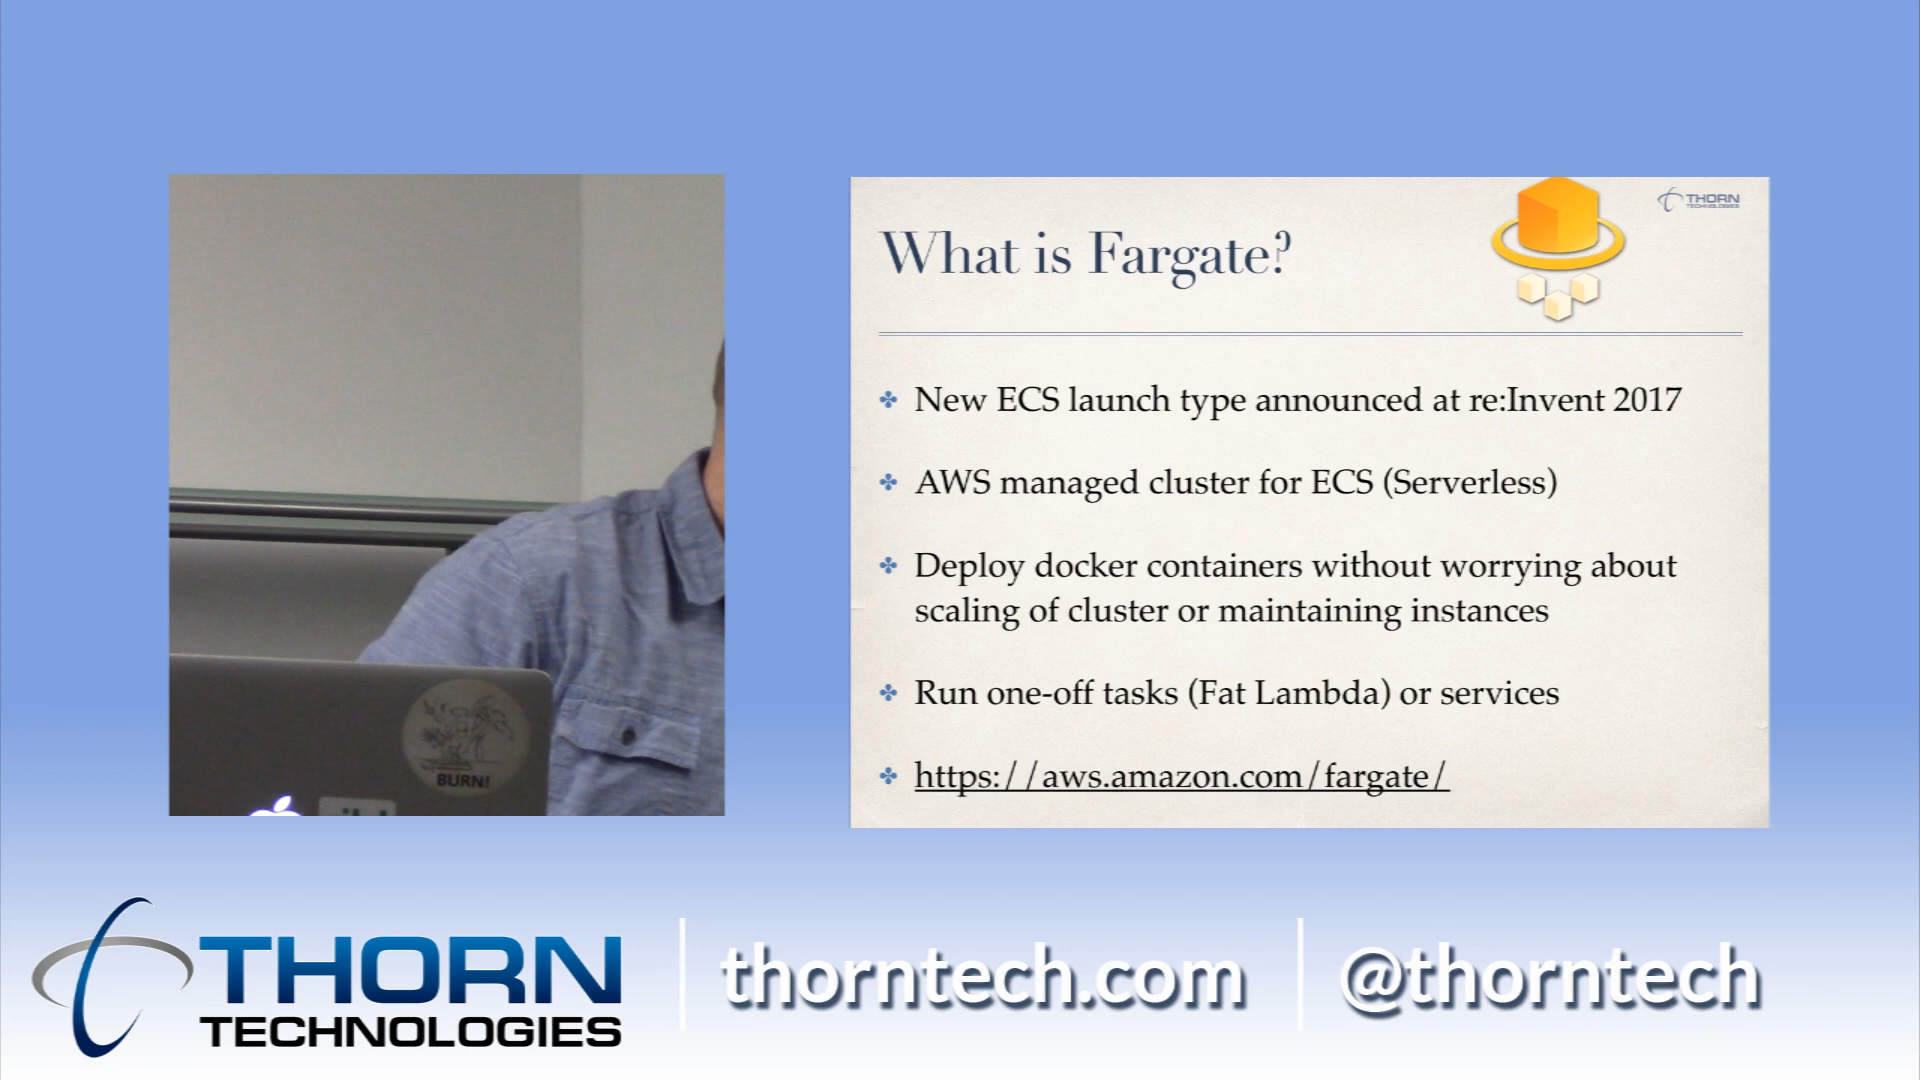 BURN!
THORN
TECHNOLOGIES
What is Fargate?
New ECS launch type announced at re:Invent 2017
AWS managed cluster for ECS (Serverless)
Deploy docker containers without worrying about
scaling of cluster or maintaining instances
Run one-off tasks (Fat Lambda) or services
https://aws.amazon.com/fargate/
THORN
TECHNOLOGIES
thorntech.com
@thorntech